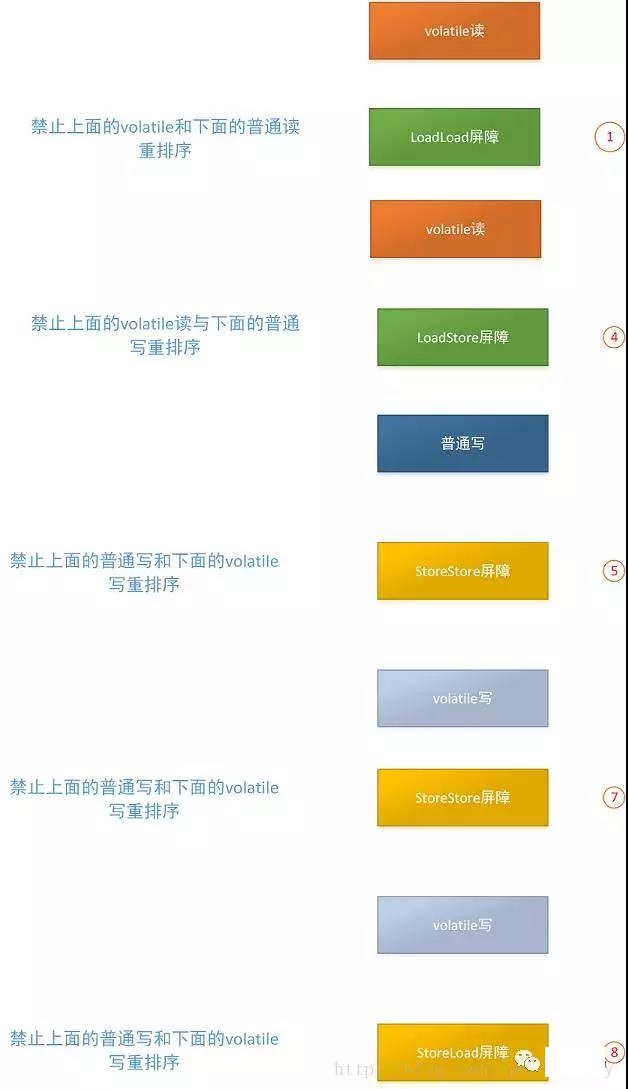 volatile读
禁止上面的volatile和下面的普通读
重排序
LoadLoad屏障
1
volatile读
禁止上面的volatile读与下面的普通
写重排序
LoadStore屏障
4
普通写
禁止上面的普通写和下面的volatile
写重排序
StoreStore屏障
5
volatile写
禁止上面的普通写和下面的volatile
写重排序
StoreStore屏障
7
volatile写
禁止上面的普通写和下面的volatile
写重排序
StoreLoad屏障
8